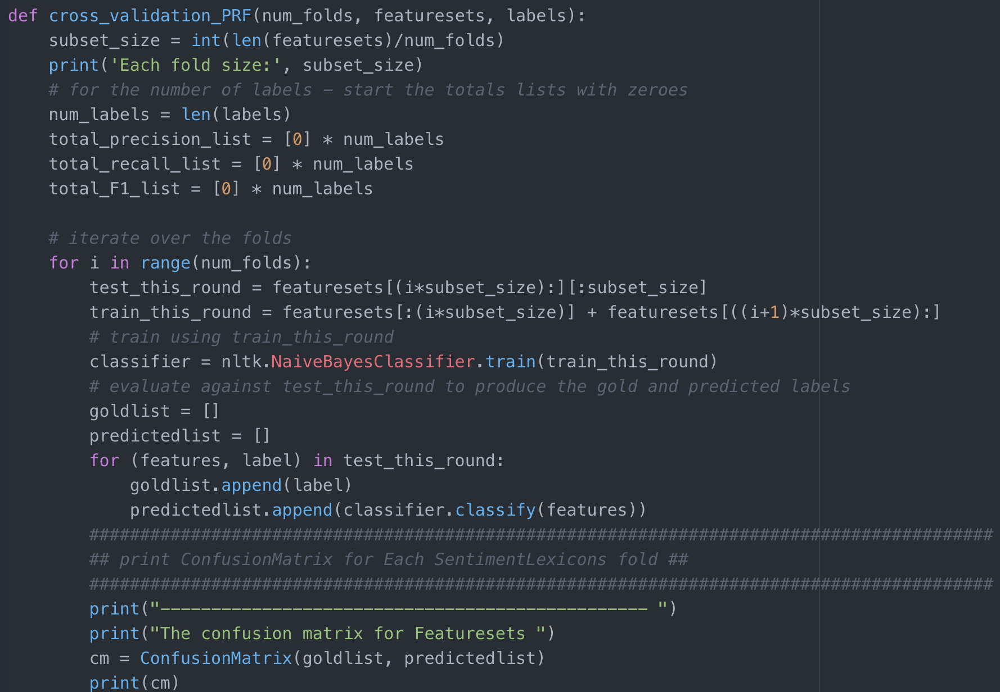 def cross_validation_PRF(num_folds, featuresets, labels):
    subset_size = int(len(featuresets)/num_folds)
    print('Each fold size:', subset_size)
    # for the number of labels - start the totals lists with zeroes
    num_labels = len(labels)
    total_precision_list = [0] * num_labels
    total_recall_list = [0] * num_labels
    total_F1_list = [0] * num_labels

    # iterate over the folds
    for i in range(num_folds):
        test_this_round = featuresets[(i*subset_size):][:subset_size]
        train_this_round = featuresets[:(i*subset_size)] + featuresets[((i+1)*subset_size):]
        # train using train_this_round
        classifier = nltk.NaiveBayesClassifier.train(train_this_round)
        # evaluate against test_this_round to produce the gold and predicted labels
        goldlist = []
        predictedlist = []
        for (features, label) in test_this_round:
            goldlist.append(label)
            predictedlist.append(classifier.classify(features))
        #########################################################################################
        ## print ConfusionMatrix for Each SentimentLexicons fold ##
        #########################################################################################
        print("------------------------------------------------ ")
        print("The confusion matrix for Featuresets ")
        cm = ConfusionMatrix(goldlist, predictedlist)
        print(cm)